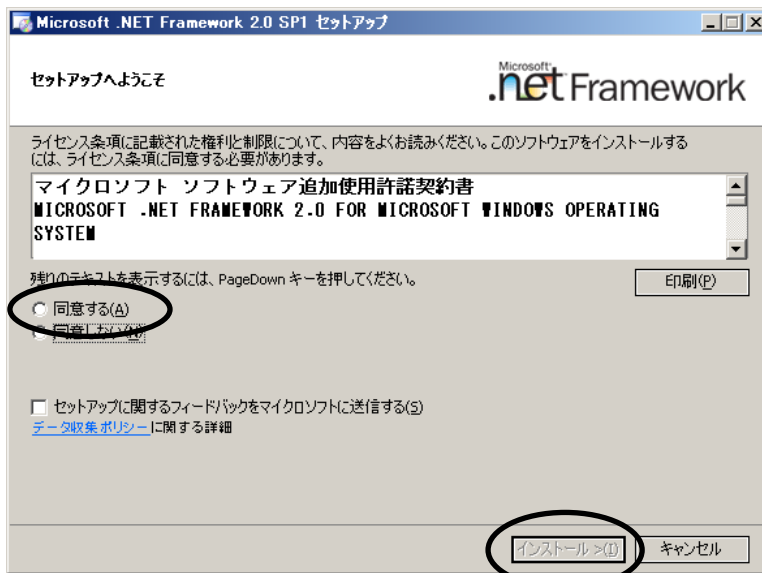 Microsoft .NET Framework 2.0 SP1 セットアップ
セットアップへようこそ
Microsoft
.net Framework
ライセンス条項に記載された権利と制限について、内容をよくお読みください。このソフトウェアをインストールする
には、ライセンス条項に同意する必要があります。
マイクロソフト ソフトウェア追加使用許諾契約書
MICROSOFT .NET FRAMEWORK 2.0 FOR MICROSOFT WINDOWS OPERATING
SYSTEM
残りのテキストを表示するには、PageDown キーを押してください。
印刷(P)
同意する(A)
同意しない(N)
セットアップに関するフィードバックをマイクロソフトに送信する(S)
データ収集ポリシーに関する詳細
インストール >(I)
キャンセル